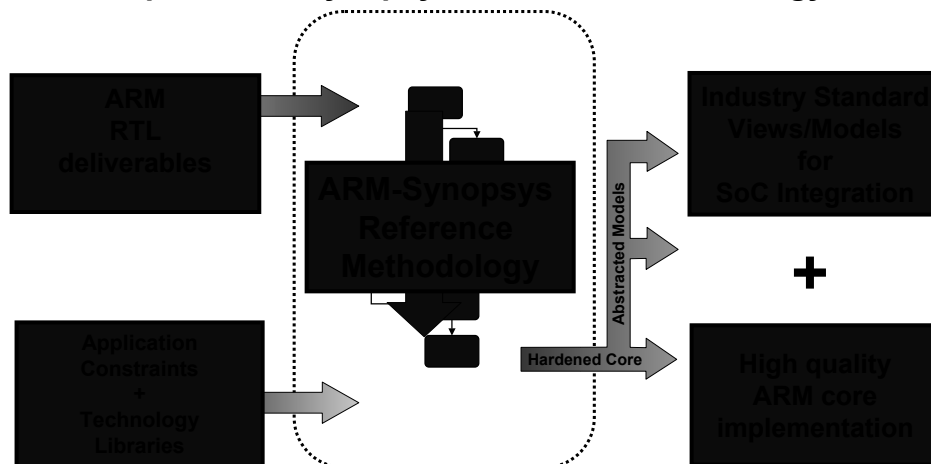 ARM
RTL
deliverables
Application
Constraints
+
Technology
Libraries
ARM-Synopsys
Reference
Methodology
Abstracted Models
Hardened Core
Industry Standard
Views/Models
for
SoC Integration
+
High quality
ARM core
implementation